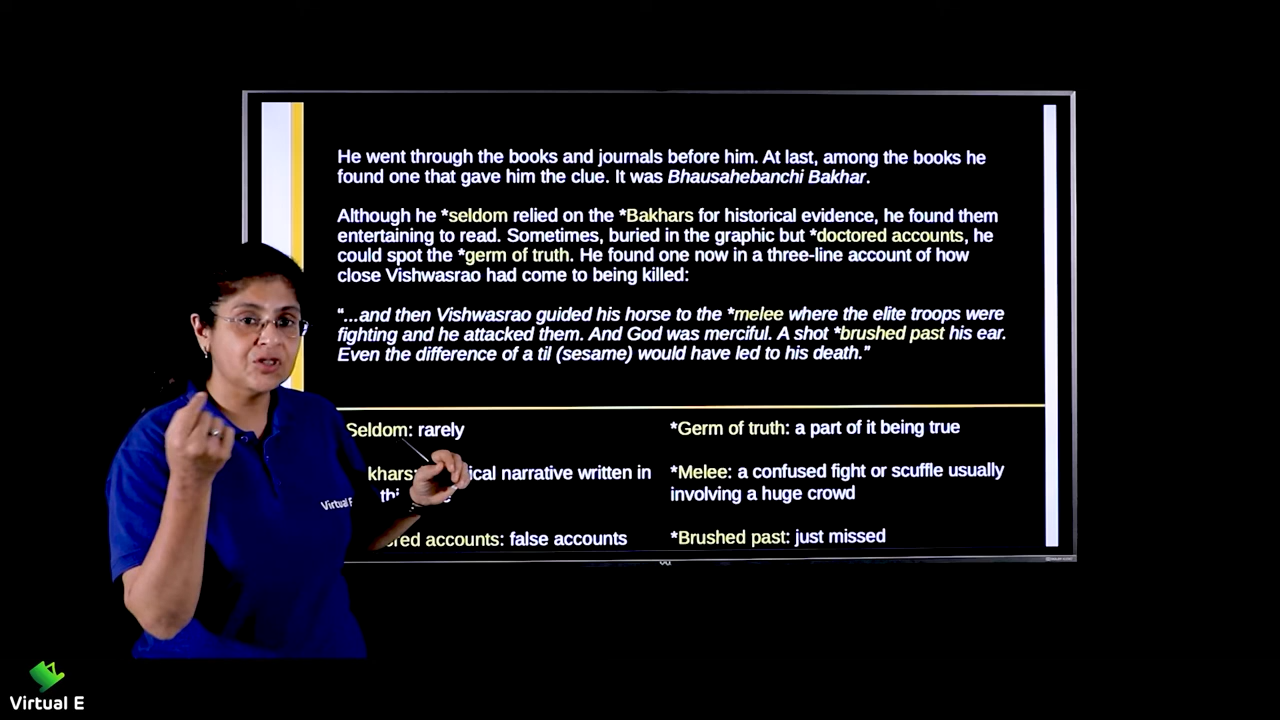 He went through the books and journals before him. At last, among the books he
found one that gave him the clue. It was Bhausahebanchi Bakhar.
Although he *seldom relied on the *Bakhars for historical evidence, he found them
entertaining to read. Sometimes, buried in the graphic but *doctored accounts, he
could spot the *germ of truth. He found one now in a three-line account of how
close Vishwasrao had come to being killed:
“...and then Vishwasrao guided his horse to the *melee where the elite troops were
fighting and he attacked them. And God was merciful. A shot *brushed past his ear.
Even the difference of a til (sesame) would have led to his death.”
Seldom: rarely
narrative written in
accounts: false accounts
*Germ of truth: a part of it being true
*Melee: a confused fight or scuffle usually
involving a huge crowd
*Brushed past: just missed
Virtual E
Virtual E